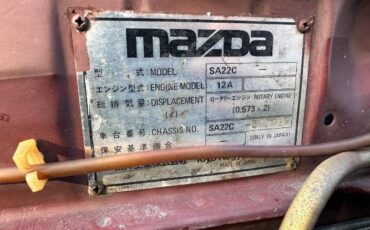 mazda
型 式 MODEL SA22C —
エンジン型式 ENGINE MODEL 12A
総排気量 DISPLACEMENT ロータリーエンジン ROTARY ENGINE
(ℓ) (0.573 × 2)
車台番号 CHASSIS NO. SA22C —
(ONLY IN JAPAN)
保安基準適合
MADE IN JAPAN